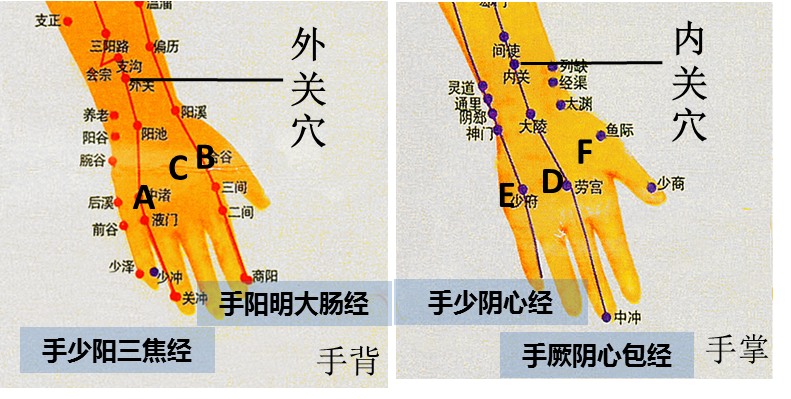 温溜
支正
三阳路
偏历
支沟
会宗
外关
养老
阳溪
阳池
阳谷
腕谷
合谷
B
C
A
中渚
三间
后溪
二间
液门
前谷
少泽
少冲
商阳
关冲
外关穴
手阳明大肠经
手少阳三焦经
手背
间使
内关
列缺
经渠
灵道
通里
太渊
阴郄
大陵
神门
鱼际
F
D
E
劳宫
少商
少府
中冲
内关穴
手少阴心经
手厥阴心包经
手掌